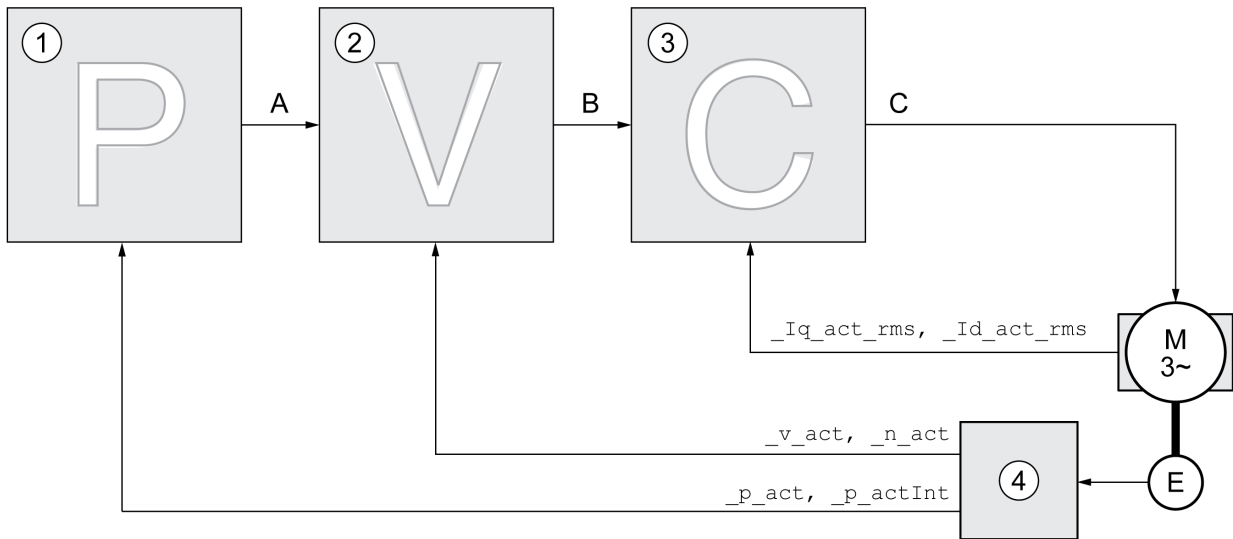 1
P
A
2
V
B
3
C
C
_Iq_act_rms, _Id_act_rms
M
3~
_v_act, _n_act
_p_act, _p_actInt
4
E